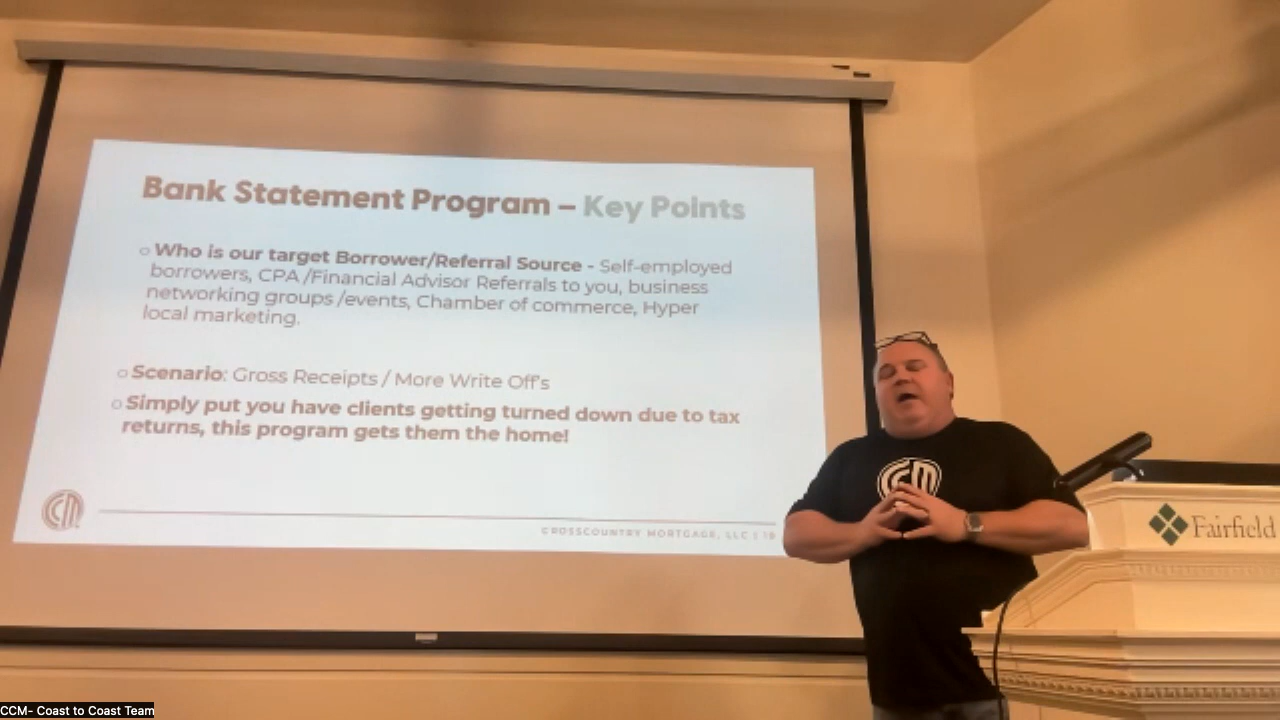 Bank Statement Program – Key Points
○ Who is our target Borrower/Referral Source - Self-employed
borrowers, CPA /Financial Advisor Referrals to you, business
networking groups /events, Chamber of commerce, Hyper
local marketing.
○ Scenario: Gross Receipts / More Write Off's
○ Simply put you have clients getting turned down due to tax
returns, this program gets them the home!
CCM
CROSSCOUNTRY MORTGAGE, LLC | 19
CCM
Fairfield
CCM- Coast to Coast Team